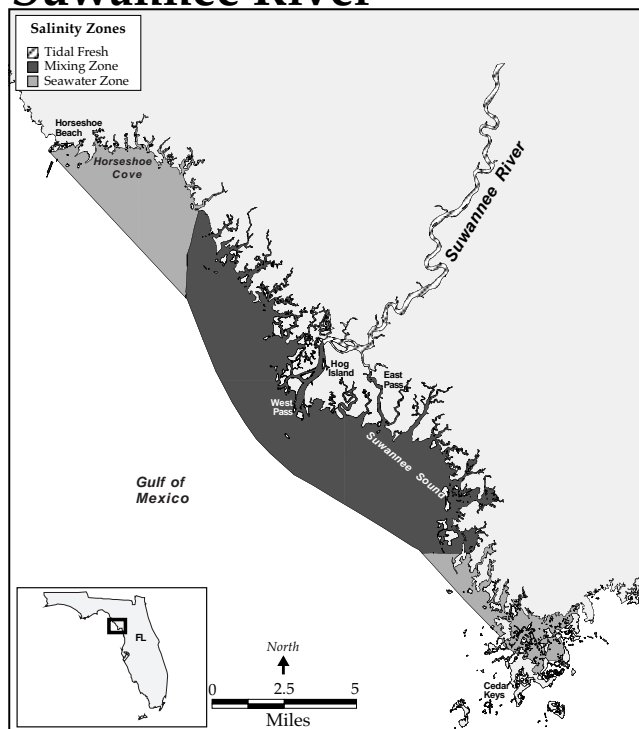 Suwannee River
Salinity Zones
Tidal Fresh
Mixing Zone
Seawater Zone
Horseshoe
Beach
Horseshoe
Cove
Suwannee River
Hog
Island
East
Pass
West
Pass
Suwannee Sound
Gulf of
Mexico
FL
North
0 2.5 5
Miles
Cedar
Keys